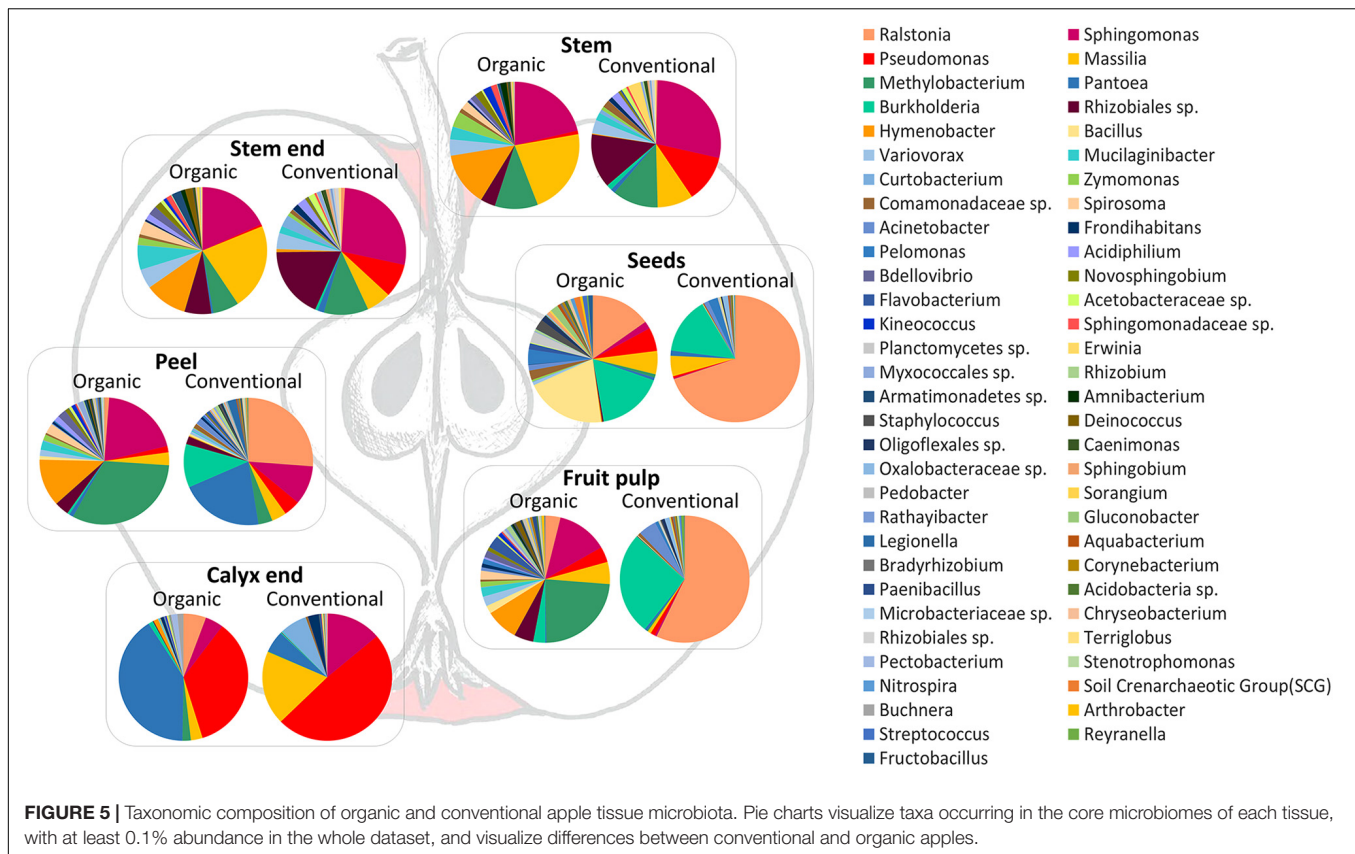 Stem
Organic Conventional
Stem end
Organic Conventional
Seeds
Organic Conventional
Peel
Organic Conventional
Fruit pulp
Organic Conventional
Calyx end
Organic Conventional
Ralstonia
Pseudomonas
Methylobacterium
Burkholderia
Hymenobacter
Variovorax
Curtobacterium
Comamonadaceae sp.
Acinetobacter
Pelomonas
Bdellovibrio
Flavobacterium
Kineococcus
Planctomycetes sp.
Myxococcales sp.
Armatimonadetes sp.
Staphylococcus
Oligoflexales sp.
Oxalobacteraceae sp.
Pedobacter
Rathayibacter
Legionella
Bradyrhizobium
Paenibacillus
Microbacteriaceae sp.
Rhizobiales sp.
Pectobacterium
Nitrospira
Buchnera
Streptococcus
Fructobacillus
Sphingomonas
Massilia
Pantoea
Rhizobiales sp.
Bacillus
Mucilaginibacter
Zymomonas
Spirosoma
Frondihabitans
Acidiphilium
Novosphingobium
Acetobacteraceae sp.
Sphingomonadaceae sp.
Erwinia
Rhizobium
Amnibacterium
Deinococcus
Caenimonas
Sphingobium
Sorangium
Gluconobacter
Aquabacterium
Corynebacterium
Acidobacteria sp.
Chryseobacterium
Terriglobus
Stenotrophomonas
Soil Crenarchaeotic Group(SCG)
Arthrobacter
Reyranella
FIGURE 5 | Taxonomic composition of organic and conventional apple tissue microbiota. Pie charts visualize taxa occurring in the core microbiomes of each tissue,
with at least 0.1% abundance in the whole dataset, and visualize differences between conventional and organic apples.